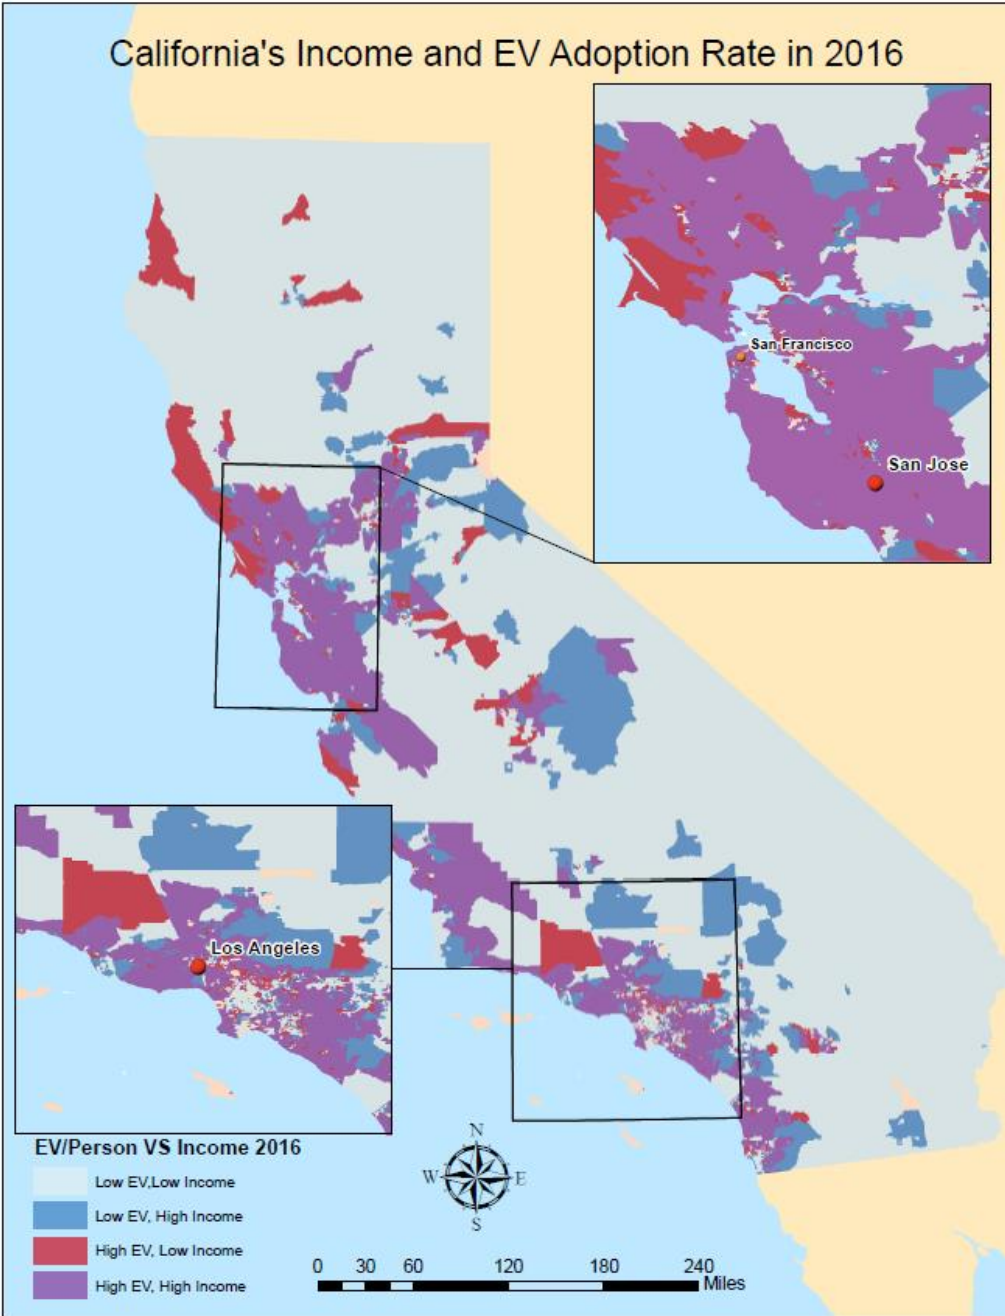 California's Income and EV Adoption Rate in 2016
San Francisco
San Jose
Los Angeles
EV/Person VS Income 2016
Low EV,Low Income
Low EV, High Income
High EV, Low Income
High EV, High Income
N
W
E
S
0 30 60 120 180 240
Miles